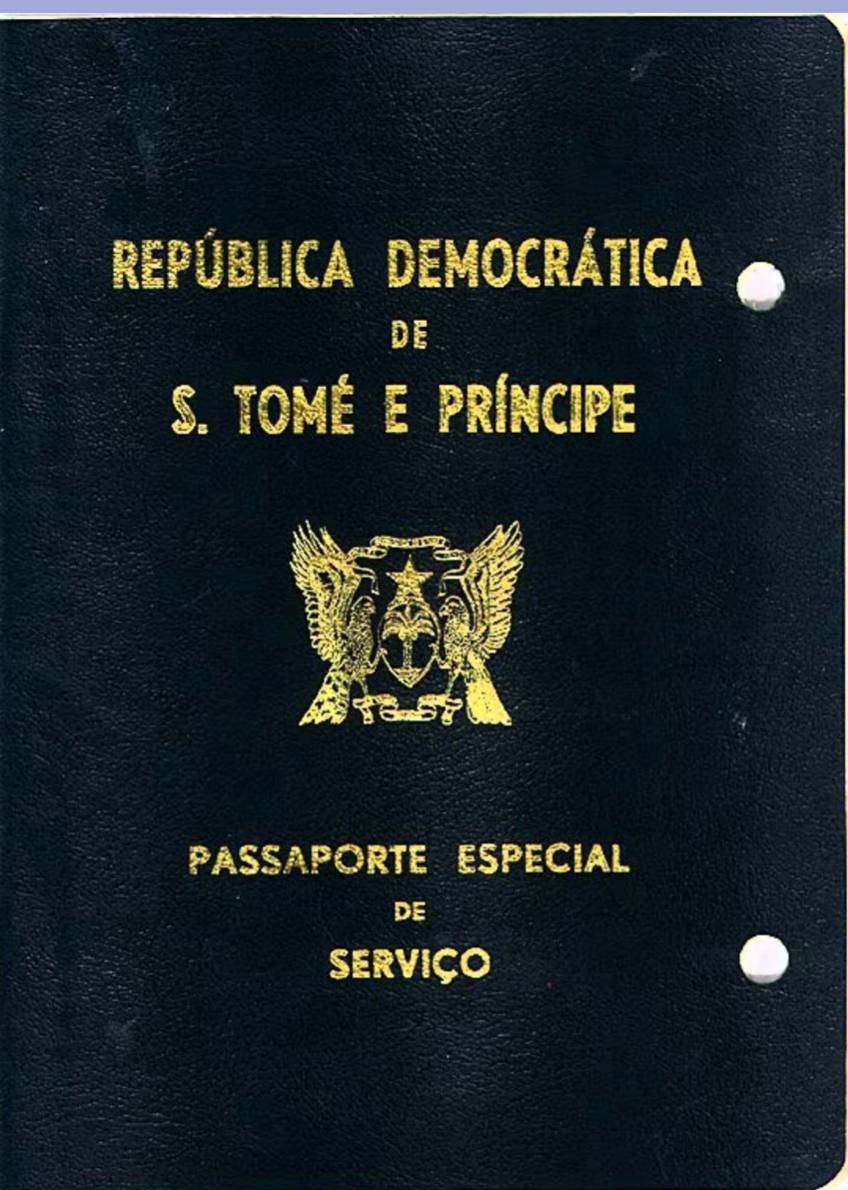 REPÚBLICA DEMOCRÁTICA
DE
S. TOMÉ E PRÍNCIPE
PASSAPORTE ESPECIAL
DE
SERVIÇO